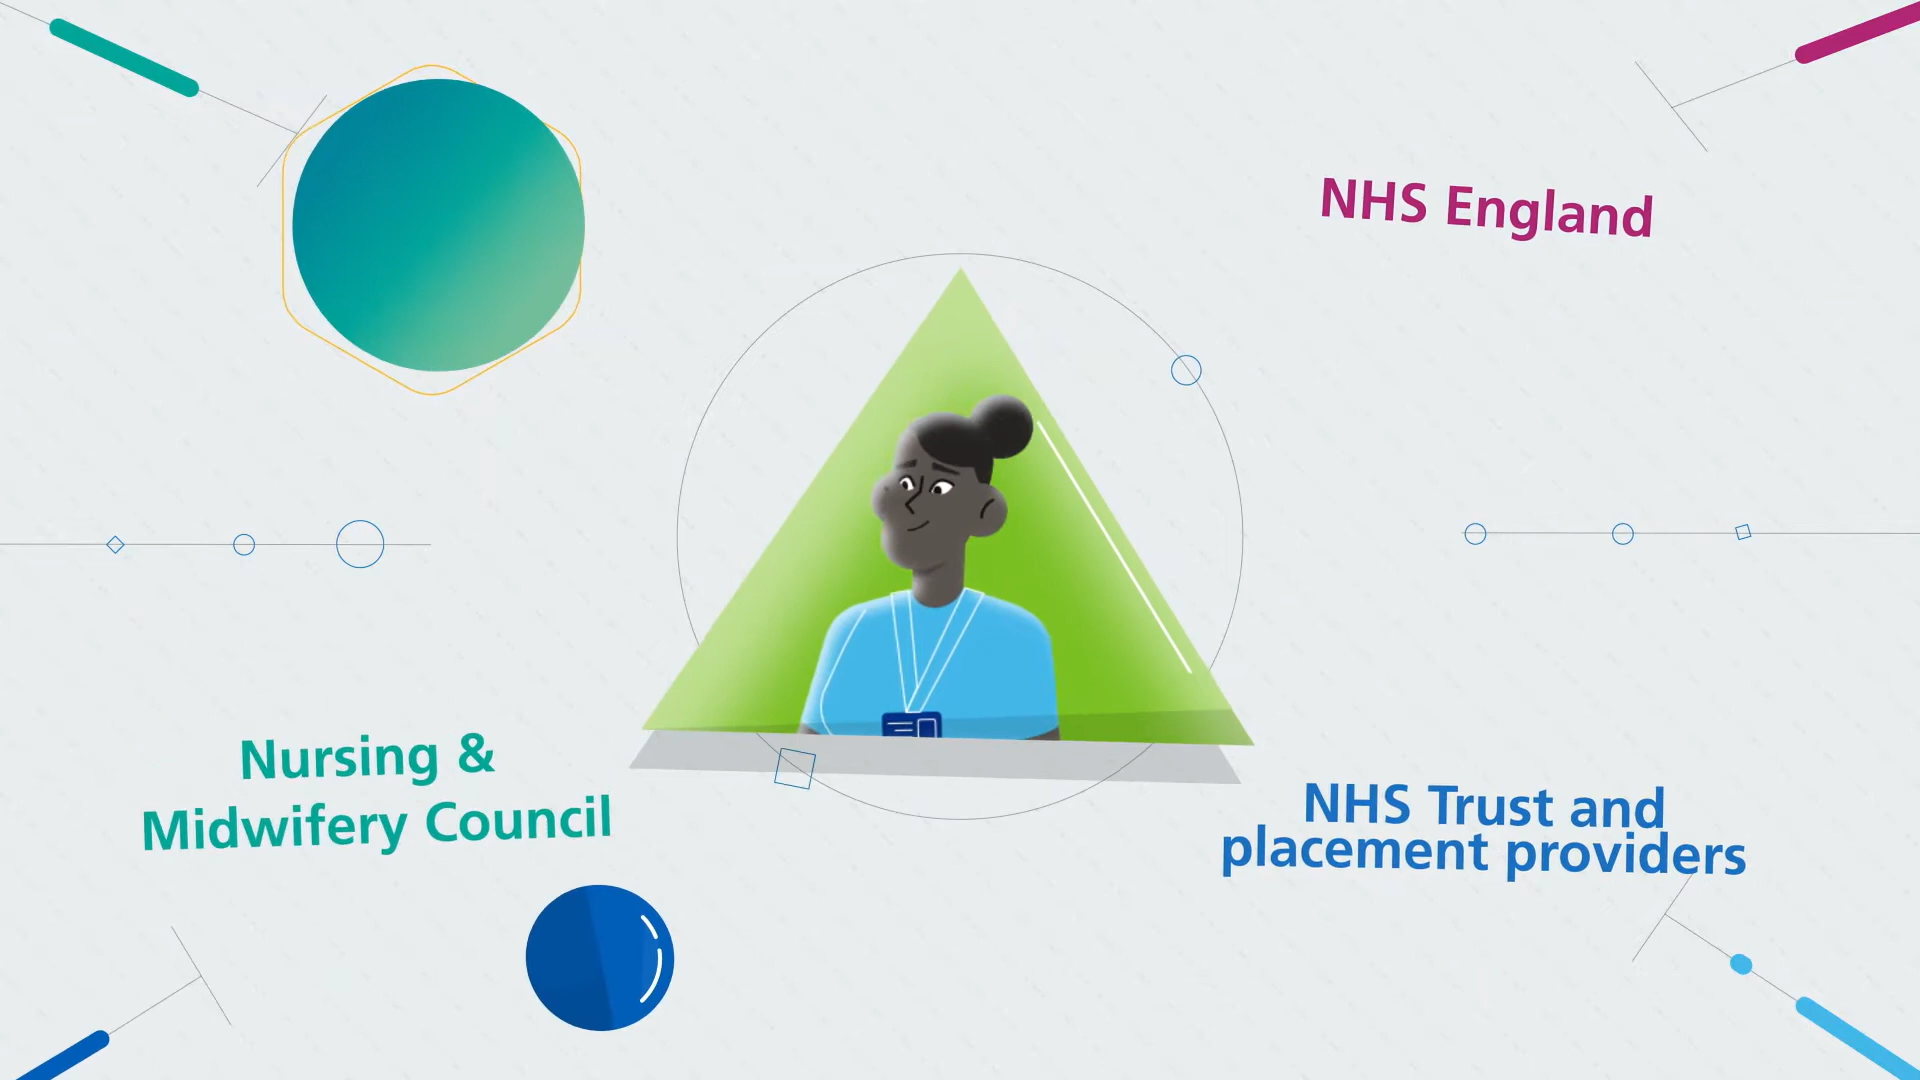 NHS England
Nursing &
Midwifery Council
NHS Trust and
placement providers